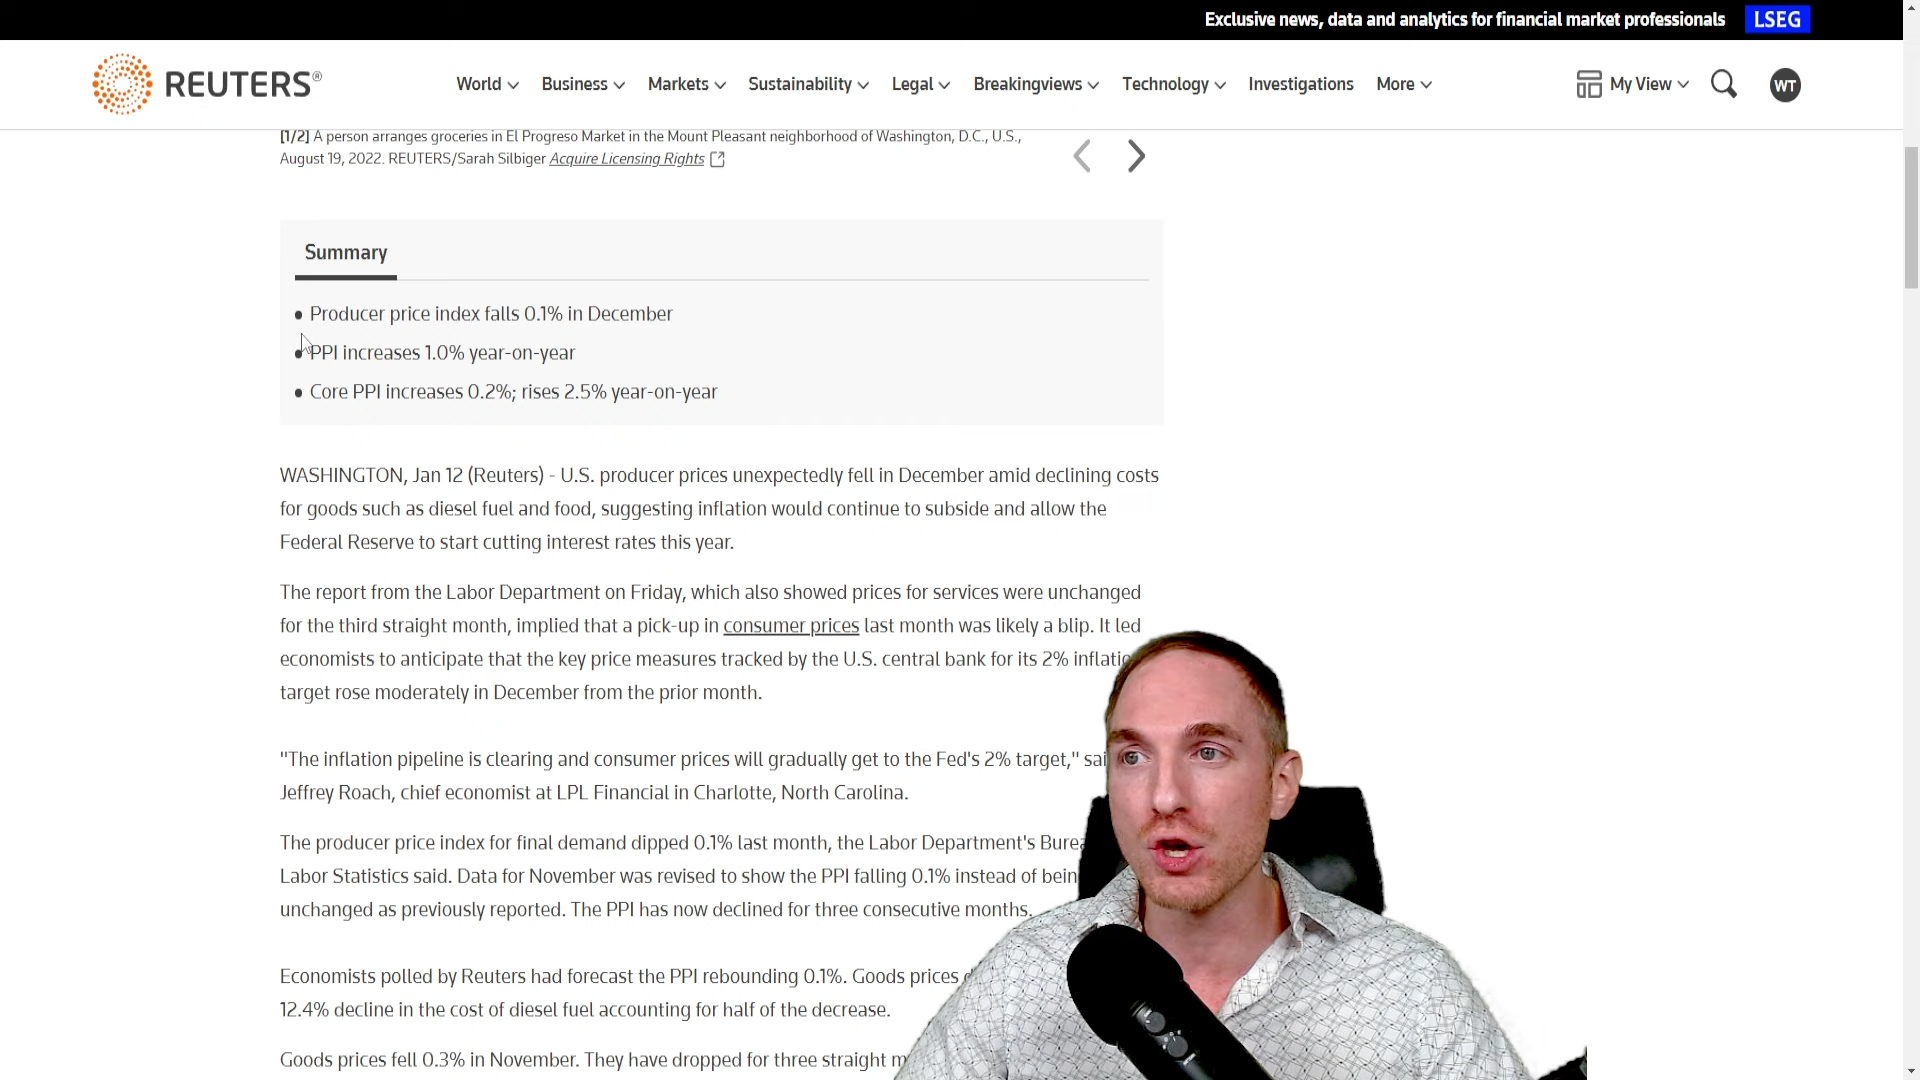 Exclusive news, data and analytics for financial market professionals LSEG
REUTERS® World Business Markets Sustainability Legal Breakingviews Technology Investigations More My View WT
[1/2] A person arranges groceries in El Progreso Market in the Mount Pleasant neighborhood of Washington, D.C., U.S.,
August 19, 2022. REUTERS/Sarah Silbiger Acquire Licensing Rights
Summary
• Producer price index falls 0.1% in December
• PPI increases 1.0% year-on-year
• Core PPI increases 0.2%; rises 2.5% year-on-year
WASHINGTON, Jan 12 (Reuters) - U.S. producer prices unexpectedly fell in December amid declining costs
for goods such as diesel fuel and food, suggesting inflation would continue to subside and allow the
Federal Reserve to start cutting interest rates this year.
The report from the Labor Department on Friday, which also showed prices for services were unchanged
for the third straight month, implied that a pick-up in consumer prices last month was likely a blip. It led
economists to anticipate that the key price measures tracked by the U.S. central bank for its 2%
target rose moderately in December from the prior month.
"The inflation pipeline is clearing and consumer prices will gradually get to the Fed's 2% target,"
Jeffrey Roach, chief economist at LPL Financial in Charlotte, North Carolina.
The producer price index for final demand dipped 0.1% last month, the Labor Department's
Labor Statistics said. Data for November was revised to show the PPI falling 0.1% instead of
unchanged as previously reported. The PPI has now declined for three consecutive months.
Economists polled by Reuters had forecast the PPI rebounding 0.1%. Goods prices
12.4% decline in the cost of diesel fuel accounting for half of the decrease.
Goods prices fell 0.3% in November. They have dropped for three straight